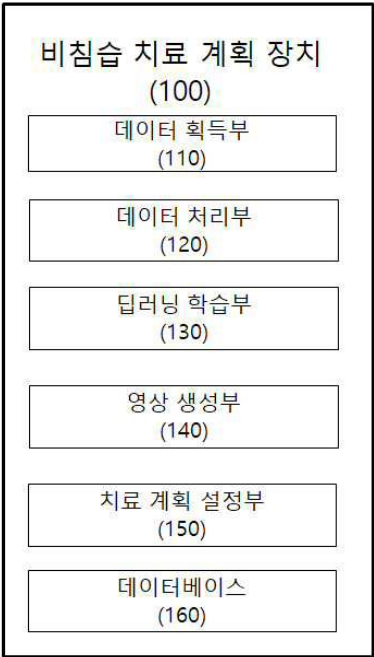 비침습 치료 계획 장치
(100)
데이터 획득부
(110)
데이터 처리부
(120)
딥러닝 학습부
(130)
영상 생성부
(140)
치료 계획 설정부
(150)
데이터베이스
(160)